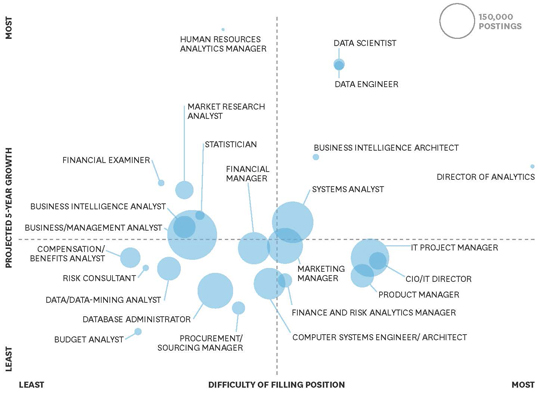 MOST
150,000
POSTINGS
HUMAN RESOURCES
ANALYTICS MANAGER
DATA SCIENTIST
DATA ENGINEER
MARKET RESEARCH
ANALYST
STATISTICIAN
BUSINESS INTELLIGENCE ARCHITECT
FINANCIAL EXAMINER
FINANCIAL
MANAGER
DIRECTOR OF ANALYTICS
SYSTEMS ANALYST
BUSINESS INTELLIGENCE ANALYST
BUSINESS/MANAGEMENT ANALYST
PROJECTED 5-YEAR GROWTH
COMPENSATION/
BENEFITS ANALYST
IT PROJECT MANAGER
MARKETING
MANAGER
RISK CONSULTANT
CIO/IT DIRECTOR
PRODUCT MANAGER
DATA/DATA-MINING ANALYST
FINANCE AND RISK ANALYTICS MANAGER
DATABASE ADMINISTRATOR
BUDGET ANALYST
PROCUREMENT/
SOURCING MANAGER
COMPUTER SYSTEMS ENGINEER/ ARCHITECT
LEAST
LEAST
DIFFICULTY OF FILLING POSITION
MOST